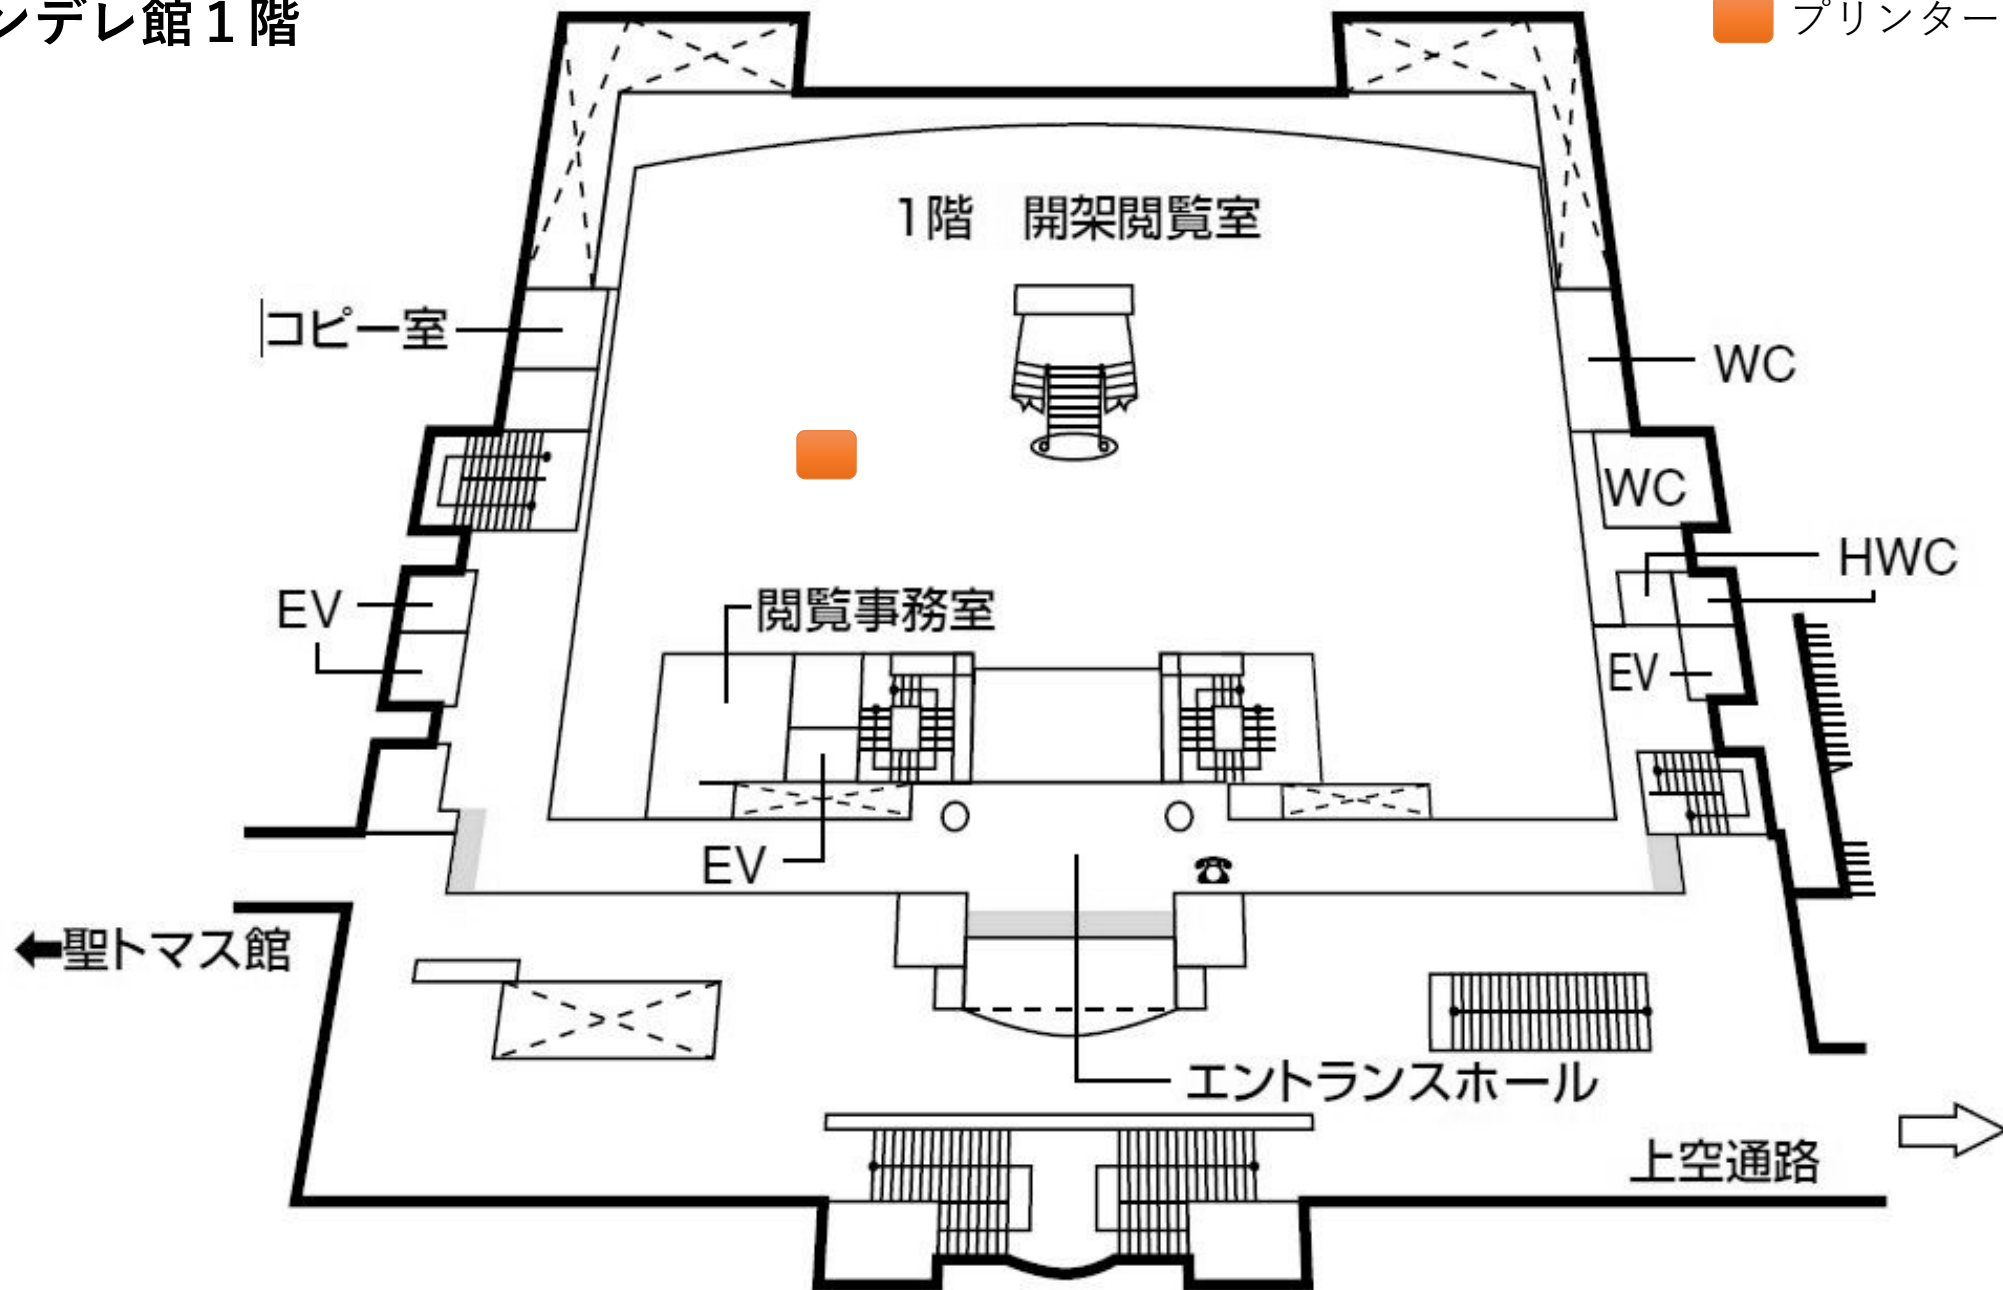 ンデレ館１階
プリンター
1階　開架閲覧室
コピー室
WC
WC
HWC
EV
閲覧事務室
EV
EV
聖トマス館
エントランスホール
上空通路